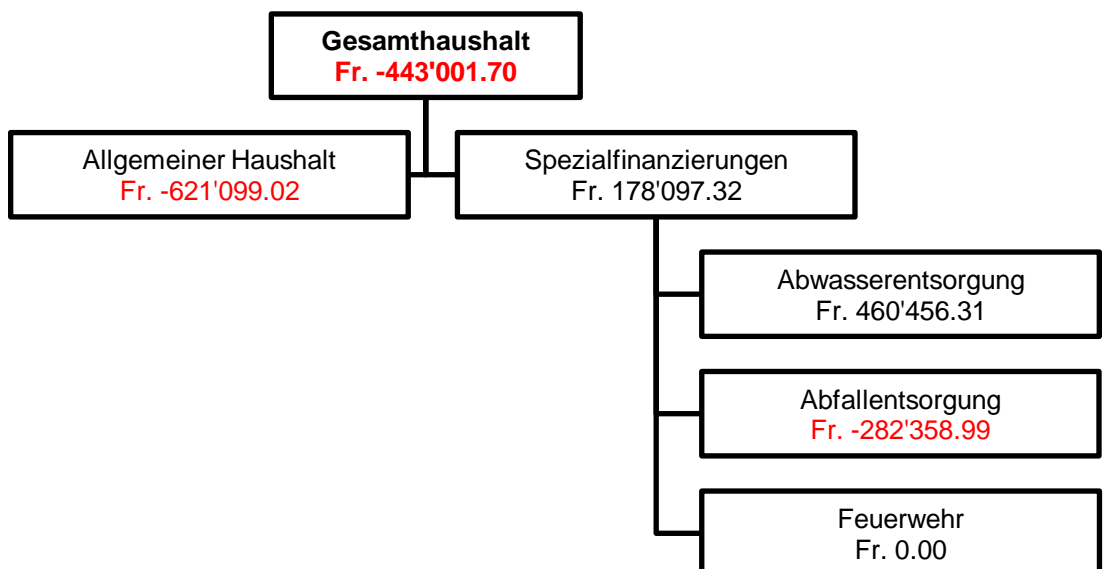 Gesamthaushalt
Fr. -443'001.70
Allgemeiner Haushalt
Fr. -621'099.02
Spezialfinanzierungen
Fr. 178'097.32
Abwasserentsorgung
Fr. 460'456.31
Abfallentsorgung
Fr. -282'358.99
Feuerwehr
Fr. 0.00